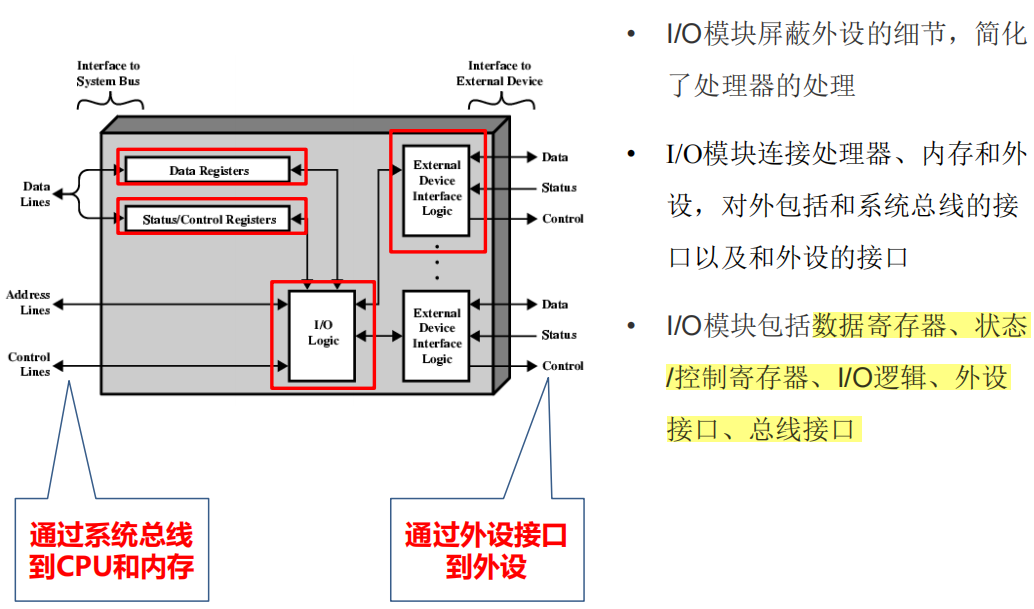 Interface to
System Bus
Interface to
External Device
Data Registers
Status/Control Registers
Data
Lines
Address
Lines
Control
Lines
I/O
Logic
External
Device
Interface
Logic
Data
Status
Control
External
Device
Interface
Logic
Data
Status
Control
通过系统总线
到CPU和内存
通过外设接口
到外设
• I/O模块屏蔽外设的细节，简化
了处理器的处理
• I/O模块连接处理器、内存和外
设，对外包括和系统总线的接
口以及和外设的接口
• I/O模块包括数据寄存器、状态
/控制寄存器、I/O逻辑、外设
接口、总线接口